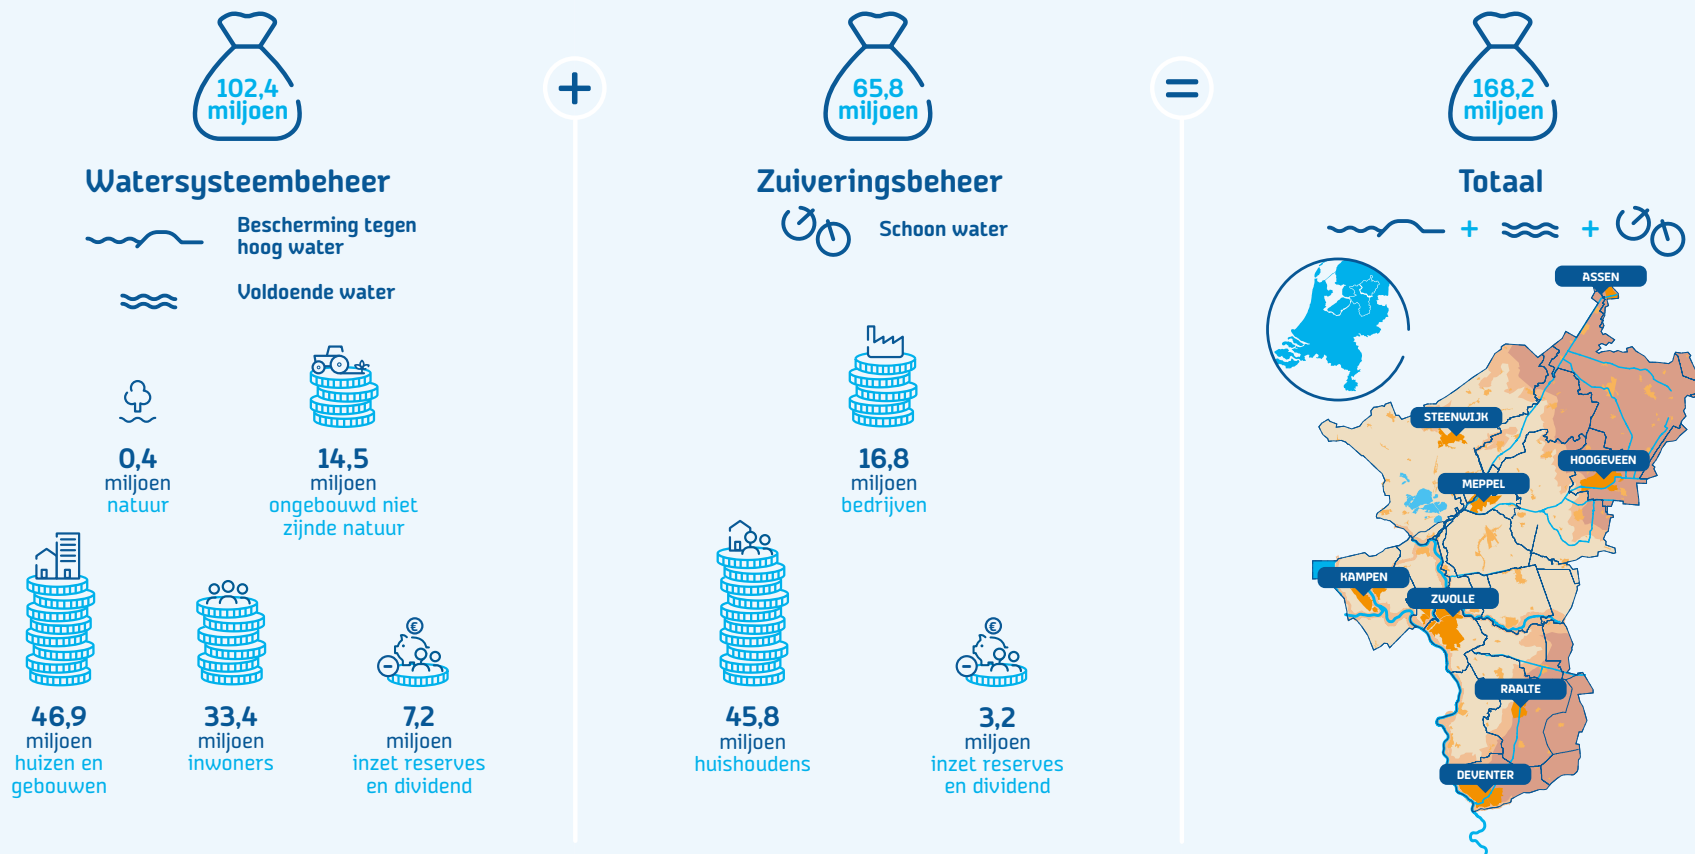 102,4
miljoen
+
65,8
miljoen
=
168,2
miljoen
Watersysteembeheer
Bescherming tegen
hoog water
Voldoende water
0,4
miljoen
natuur
14,5
miljoen
ongebouwd niet
zijnde natuur
46,9
miljoen
huizen en
gebouwen
33,4
miljoen
inwoners
€
-
7,2
miljoen
inzet reserves
en dividend
Zuiveringsbeheer
Schoon water
16,8
miljoen
bedrijven
45,8
miljoen
huishoudens
€
-
3,2
miljoen
inzet reserves
en dividend
Totaal
+ +
ASSEN
STEENWIJK
HOOGEVEEN
MEPPEL
KAMPEN
ZWOLLE
RAALTE
DEVENTER